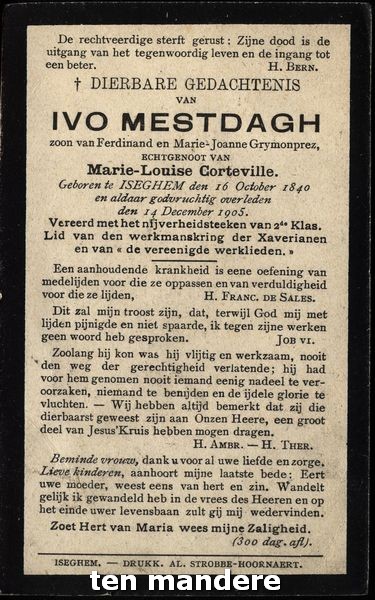 De rechtveerdige sterft gerust: Zijne dood is de
uitgang van het tegenwoordig leven en de ingang tot
een beter. H. BERN.
† DIERBARE GEDACHTENIS
VAN
IVO MESTDAGH
zoon van Ferdinand en Marie-Joanne Grymonprez,
ECHTGENOOT VAN
Marie-Louise Corteville.
Geboren te ISEGHEM den 16 October 1840
en aldaar godvruchtig overleden
den 14 December 1905.
Vereerd met het nijverheidsteeken van 2de Klas.
Lid van den werkmanskring der Xaverianen
en van « de vereenigde werklieden. »
Een aanhoudende krankheid is eene oefening van
medelijden voor die ze oppassen en van verduldigheid
voor die ze lijden, H. FRANC. DE SALES.
Dit zal mijn troost zijn, dat, terwijl God mij met
lijden pijnigde en niet spaarde, ik tegen zijne werken
geen woord heb gesproken. JOB VI.
Zoolang hij kon was hij vlijtig en werkzaam, nooit
den weg der gerechtigheid verlatende; hij had
voor hem genomen nooit iemand eenig nadeel te ver-
oorzaken, niemand te benijden en de ijdele glorie te
vluchten. — Wij hebben altijd bemerkt dat zij die
dierbaarst geweest zijn aan Onzen Heere, een groot
deel van Jesus'Kruis hebben mogen dragen.
H. AMBR. — H. THER.
Beminde vrouw, dank u voor al uwe liefde en zorge.
Lieve kinderen, aanhoort mijne laatste bede; Eert
uwe moeder, weest eens van hert en zin. Wandelt
gelijk ik gewandeld heb in de vrees des Heeren en op
het einde uwer levensbaan zult gij mij wedervinden.
Zoet Hert van Maria wees mijne Zaligheid.
(300 dag. afl.)
ISEGHEM. — DRUKK. AL. STROBBE-HOORNAERT.
ten mandere